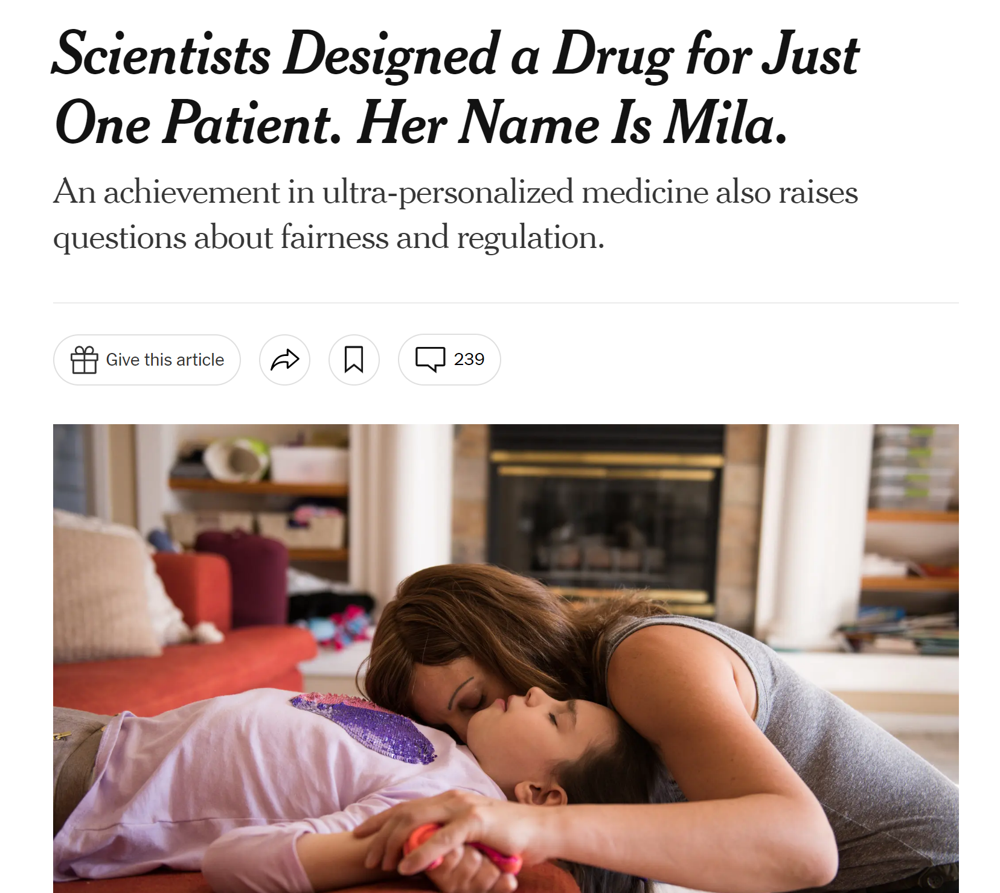 Scientists Designed a Drug for Just
One Patient. Her Name Is Mila.
An achievement in ultra-personalized medicine also raises
questions about fairness and regulation.
Give this article
239